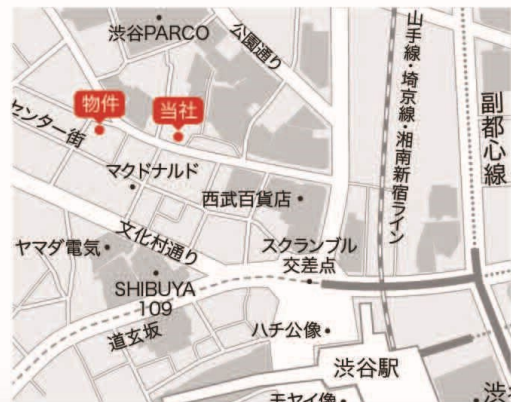 渋谷PARCO
公園通り
山手線・埼京線・湘南新宿ライン
副都心線
物件
当社
センター街
マクドナルド
西武百貨店
文化村通り
スクランブル
交差点
ヤマダ電気
SHIBUYA
109
道玄坂
ハチ公像
渋谷駅
モヤイ像
渋